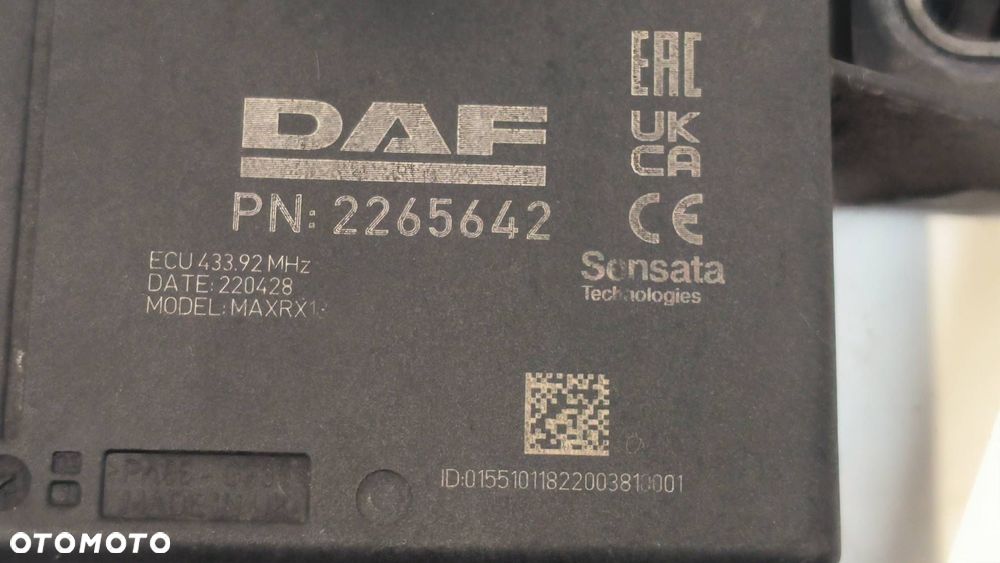 EAC
DAF
UK
CA
PN: 2265642
CE
ECU 433.92 MHz
DATE: 220428
MODEL: MAXRX1
Sensata
Technologies
ID:01551011822003810001
OTOMOTO